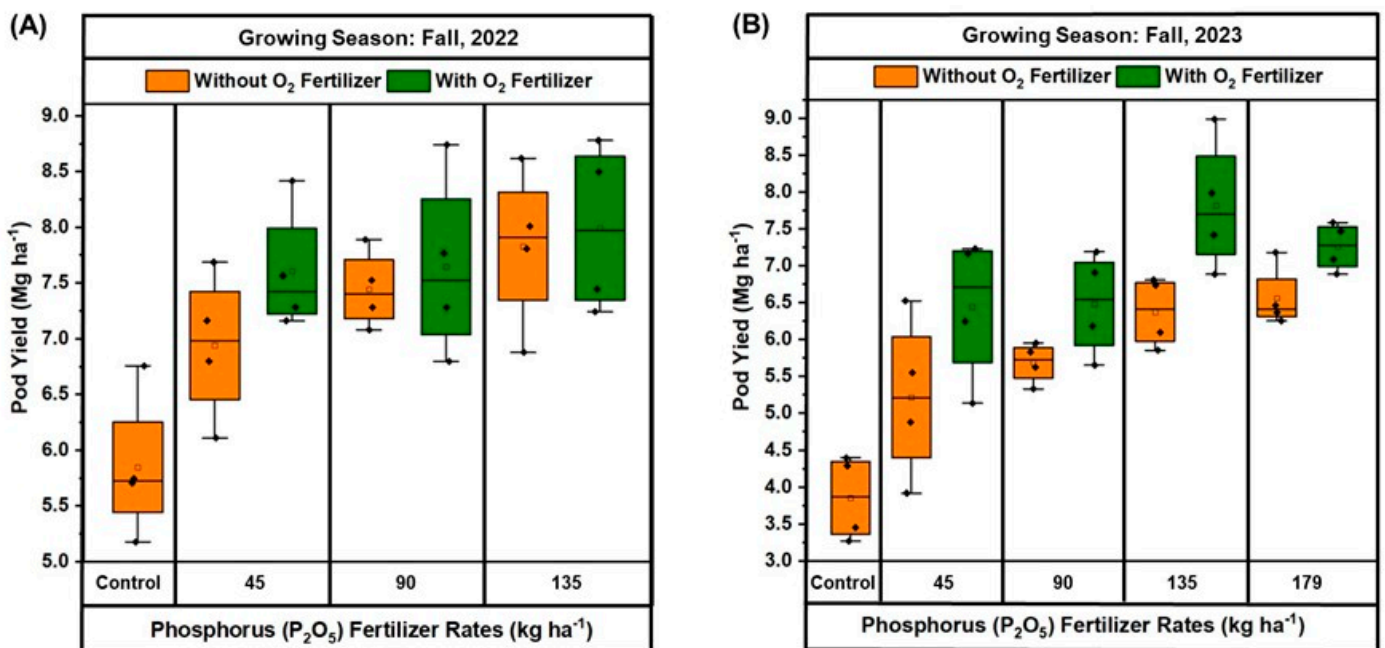 (A)
Growing Season: Fall, 2022
Without O₂ Fertilizer With O₂ Fertilizer
Pod Yield (Mg ha⁻¹)
9.0
8.5
8.0
7.5
7.0
6.5
6.0
5.5
5.0
Control 45 90 135
Phosphorus (P₂O₅) Fertilizer Rates (kg ha⁻¹)
(B)
Growing Season: Fall, 2023
Without O₂ Fertilizer With O₂ Fertilizer
Pod Yied (Mg ha⁻¹)
9.0
8.5
8.0
7.5
7.0
6.5
6.0
5.5
5.0
4.5
4.0
3.5
3.0
Control 45 90 135 179
Phosphorus (P₂O₅) Fertilizer Rates (kg ha⁻¹)